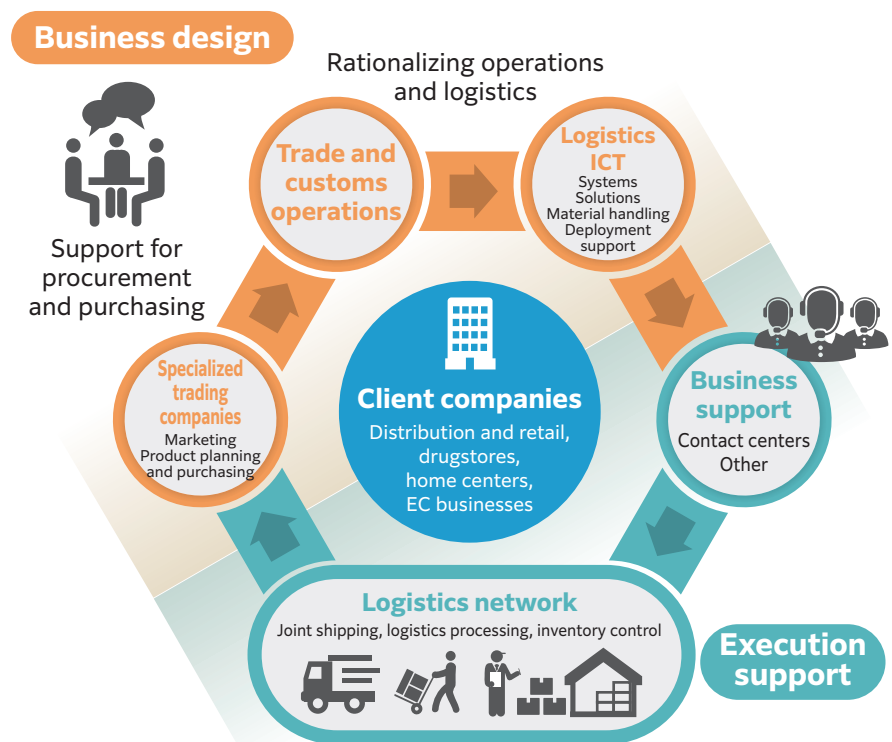 Business design
Rationalizing operations
and logistics
Support for
procurement
and purchasing
Trade and
customs
operations
Logistics
ICT
Systems
Solutions
Material handling
Deployment
support
Specialized
trading
companies
Marketing
Product planning
and purchasing
Client companies
Distribution and retail,
drugstores,
home centers,
EC businesses
Business
support
Contact centers
Other
Logistics network
Joint shipping, logistics processing, inventory control
Execution
support